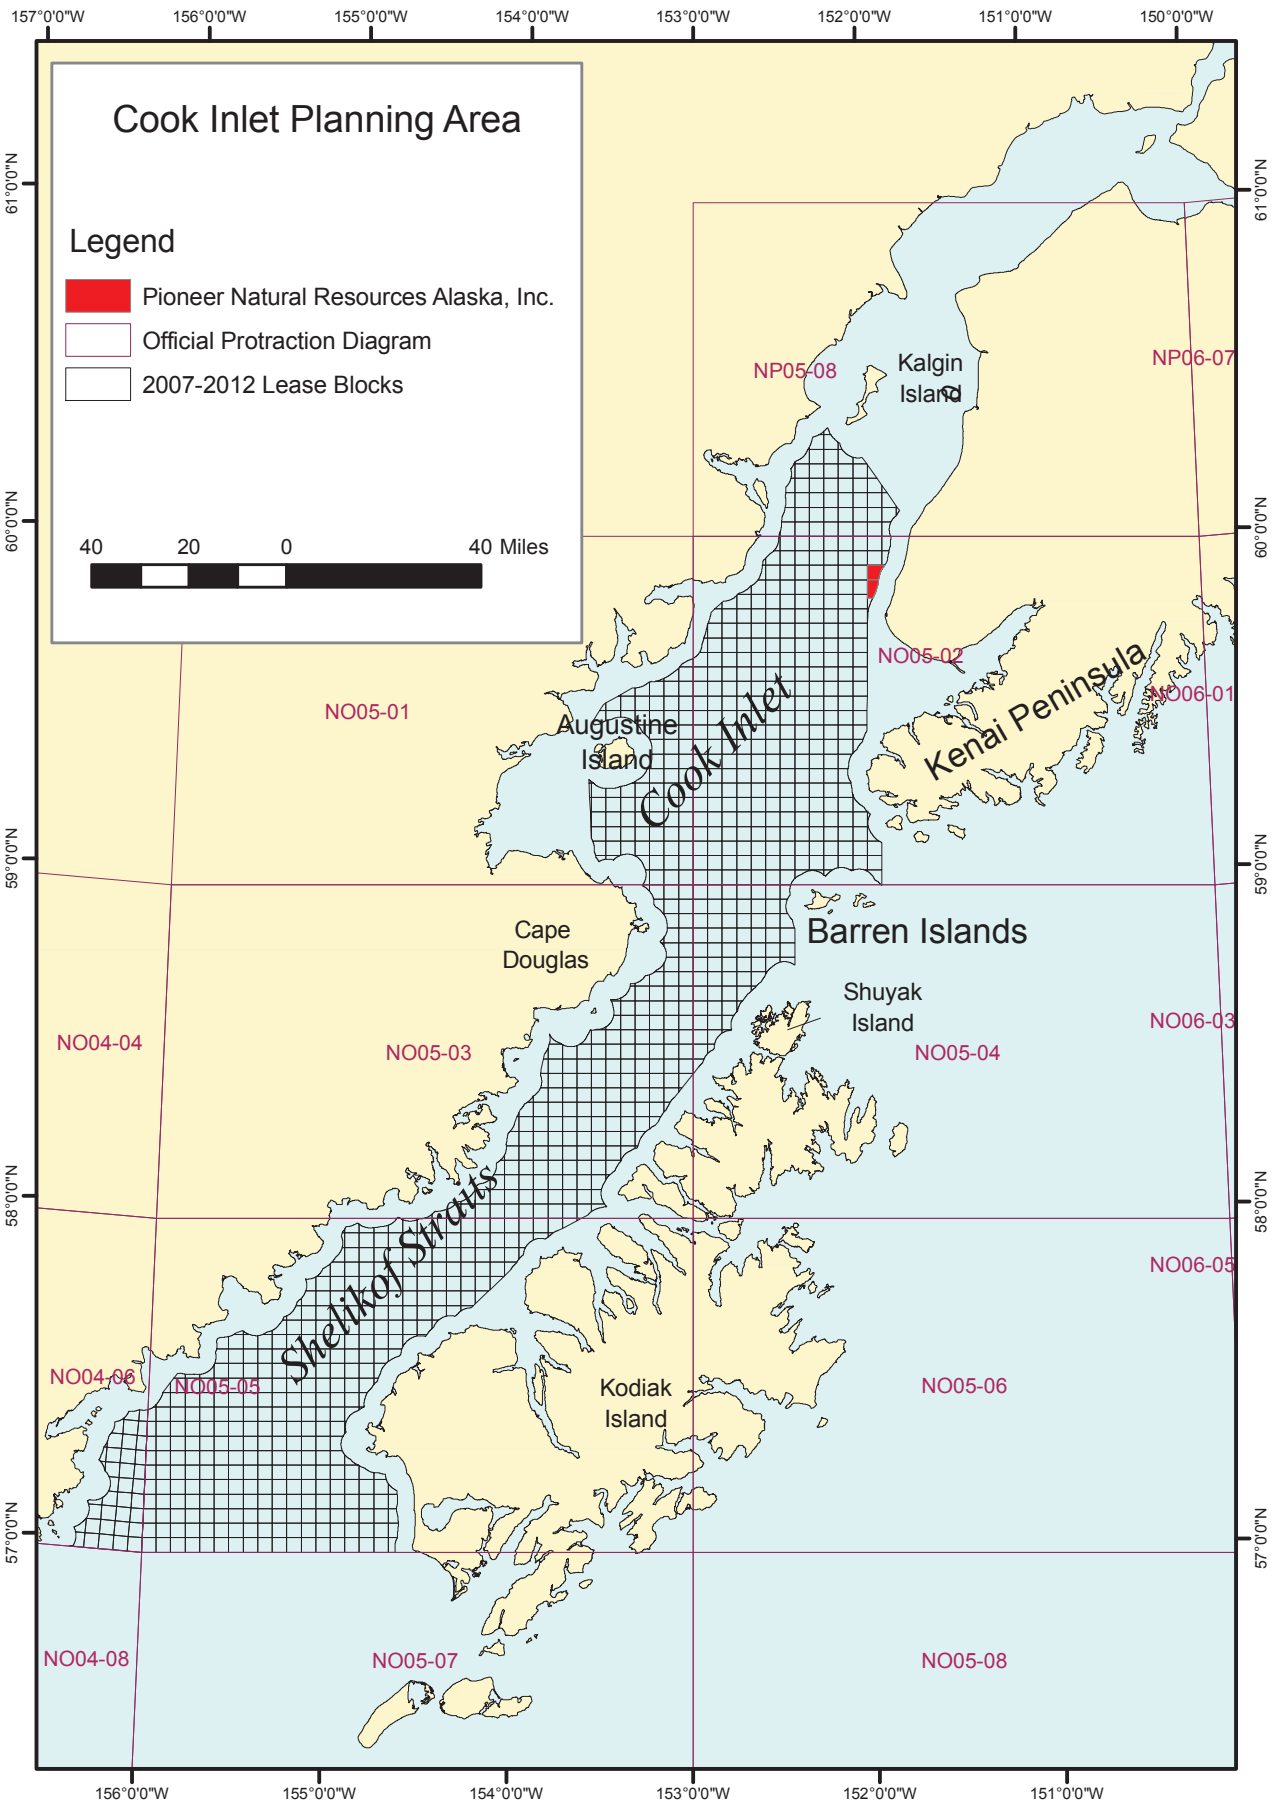 157°0'0"W 156°0'0"W 155°0'0"W 154°0'0"W 153°0'0"W 152°0'0"W 151°0'0"W 150°0'0"W
Cook Inlet Planning Area
Legend
Pioneer Natural Resources Alaska, Inc.
Official Protraction Diagram
2007-2012 Lease Blocks
40 20 0 40 Miles
61°0'0"N
61°0'0"N
NP05-08
Kalgin
Island
NP06-07
60°0'0"N
60°0'0"N
NO05-02
NO05-01
NO06-01
Kenai Peninsula
Augustine
Island
Cook Inlet
59°0'0"N
59°0'0"N
Cape
Douglas
Barren Islands
Shuyak
Island
NO04-04
NO05-03
NO05-04
NO06-03
58°0'0"N
58°0'0"N
Shelikof Straits
NO06-05
NO04-06
NO05-05
Kodiak
Island
NO05-06
57°0'0"N
57°0'0"N
NO04-08
NO05-07
NO05-08
156°0'0"W 155°0'0"W 154°0'0"W 153°0'0"W 152°0'0"W 151°0'0"W